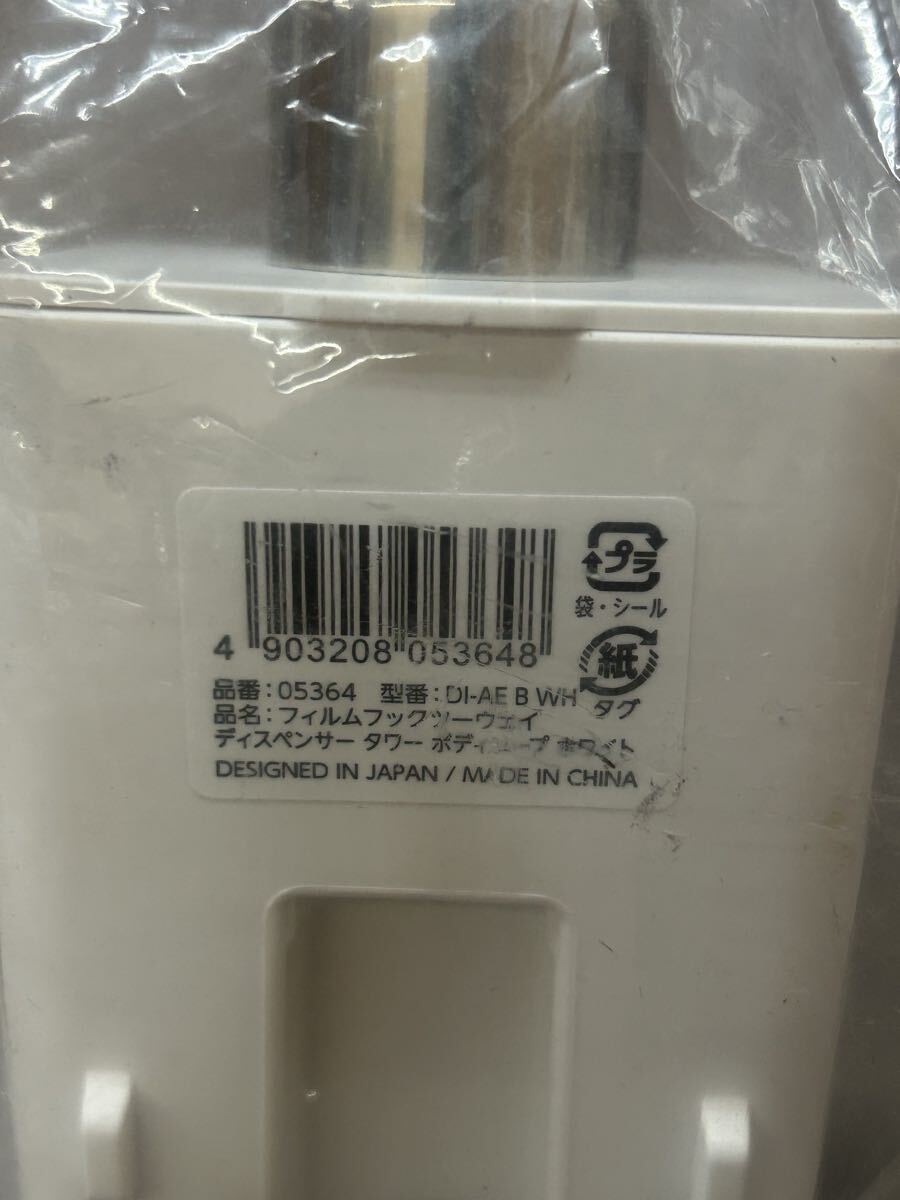 プラ
袋・シール
4 903208 053648
紙
タグ
品番:05364 型番:DI-AE B WH
品名:フィルムフックツーウェイ
ディスペンサー タワー ボディソープ ホワイト
DESIGNED IN JAPAN / MADE IN CHINA